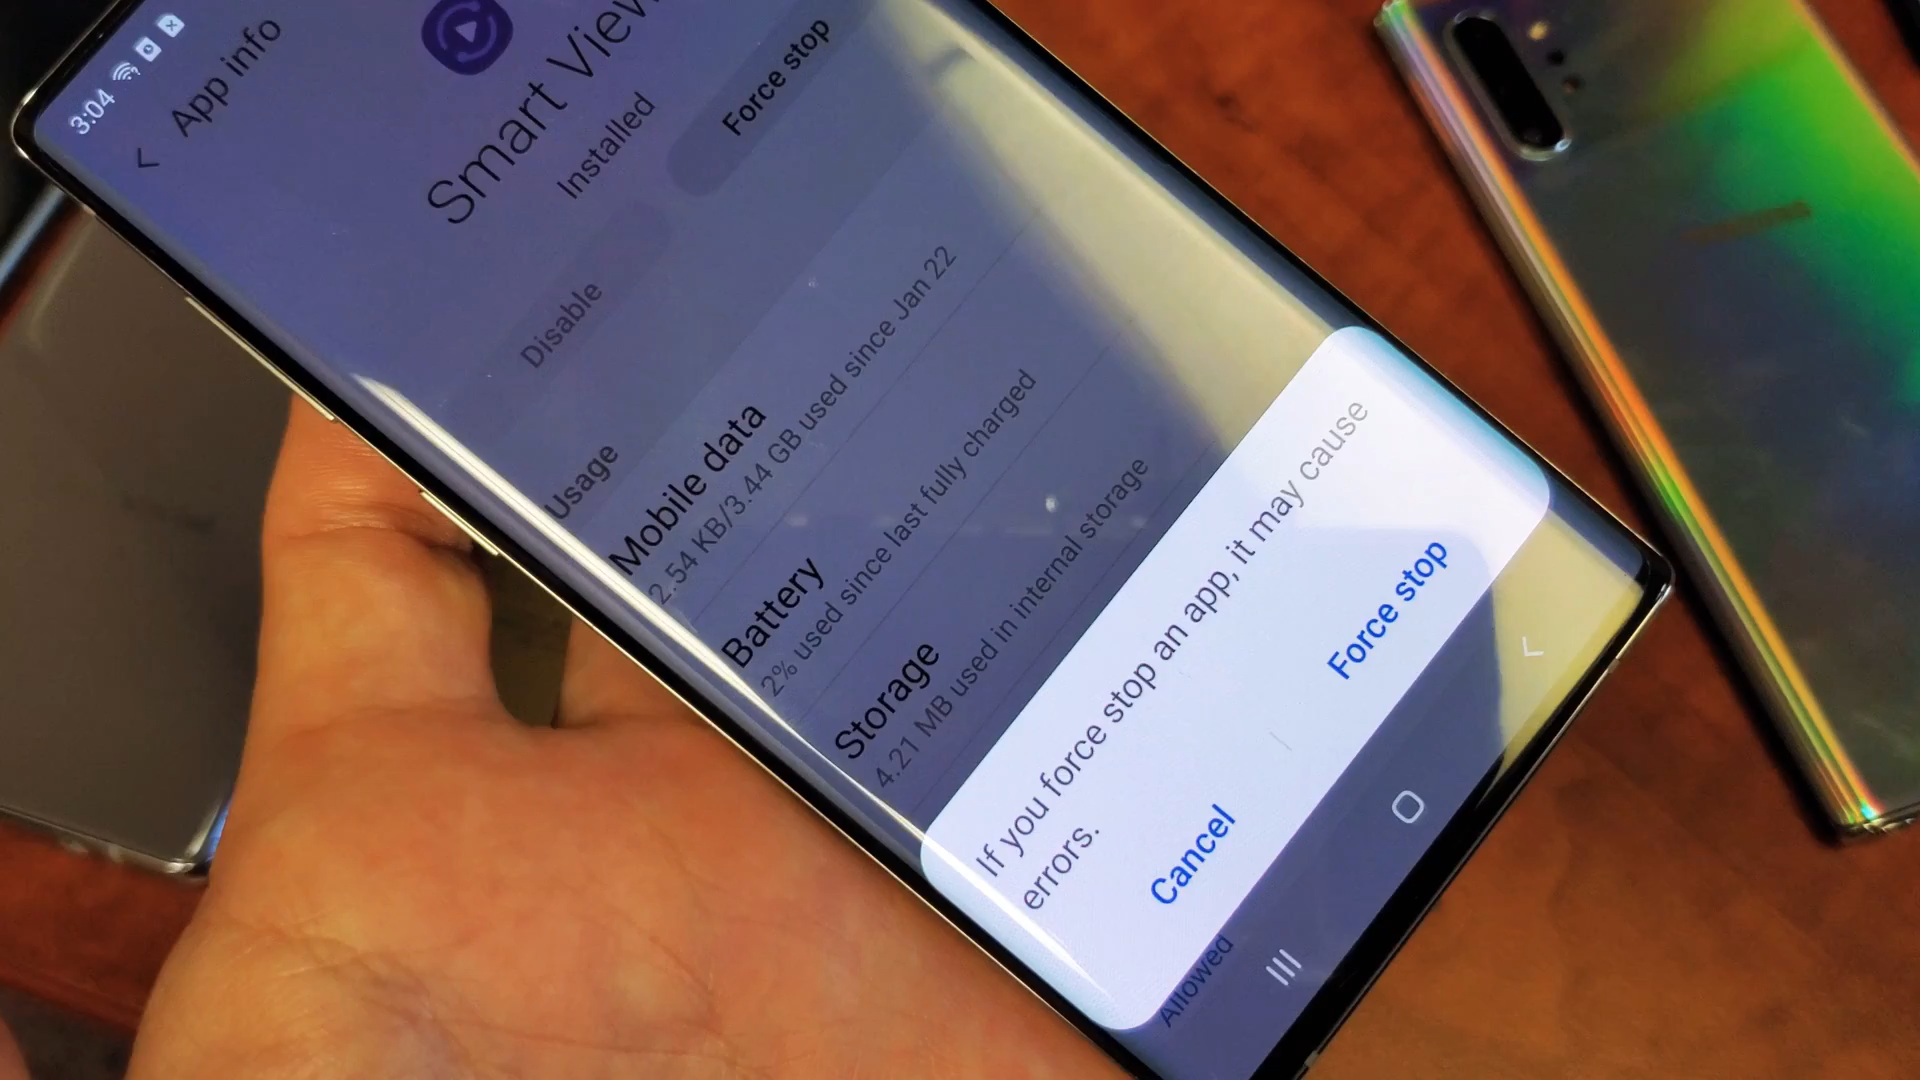 3:04
App info
Smart View
Installed
Disable
Force stop
Usage
Mobile data
2.54 KB/3.44 GB used since Jan 22
Battery
2% used since last fully charged
Storage
4.21 MB used in internal storage
If you force stop an app, it may cause
errors.
Cancel
Force stop
Allowed